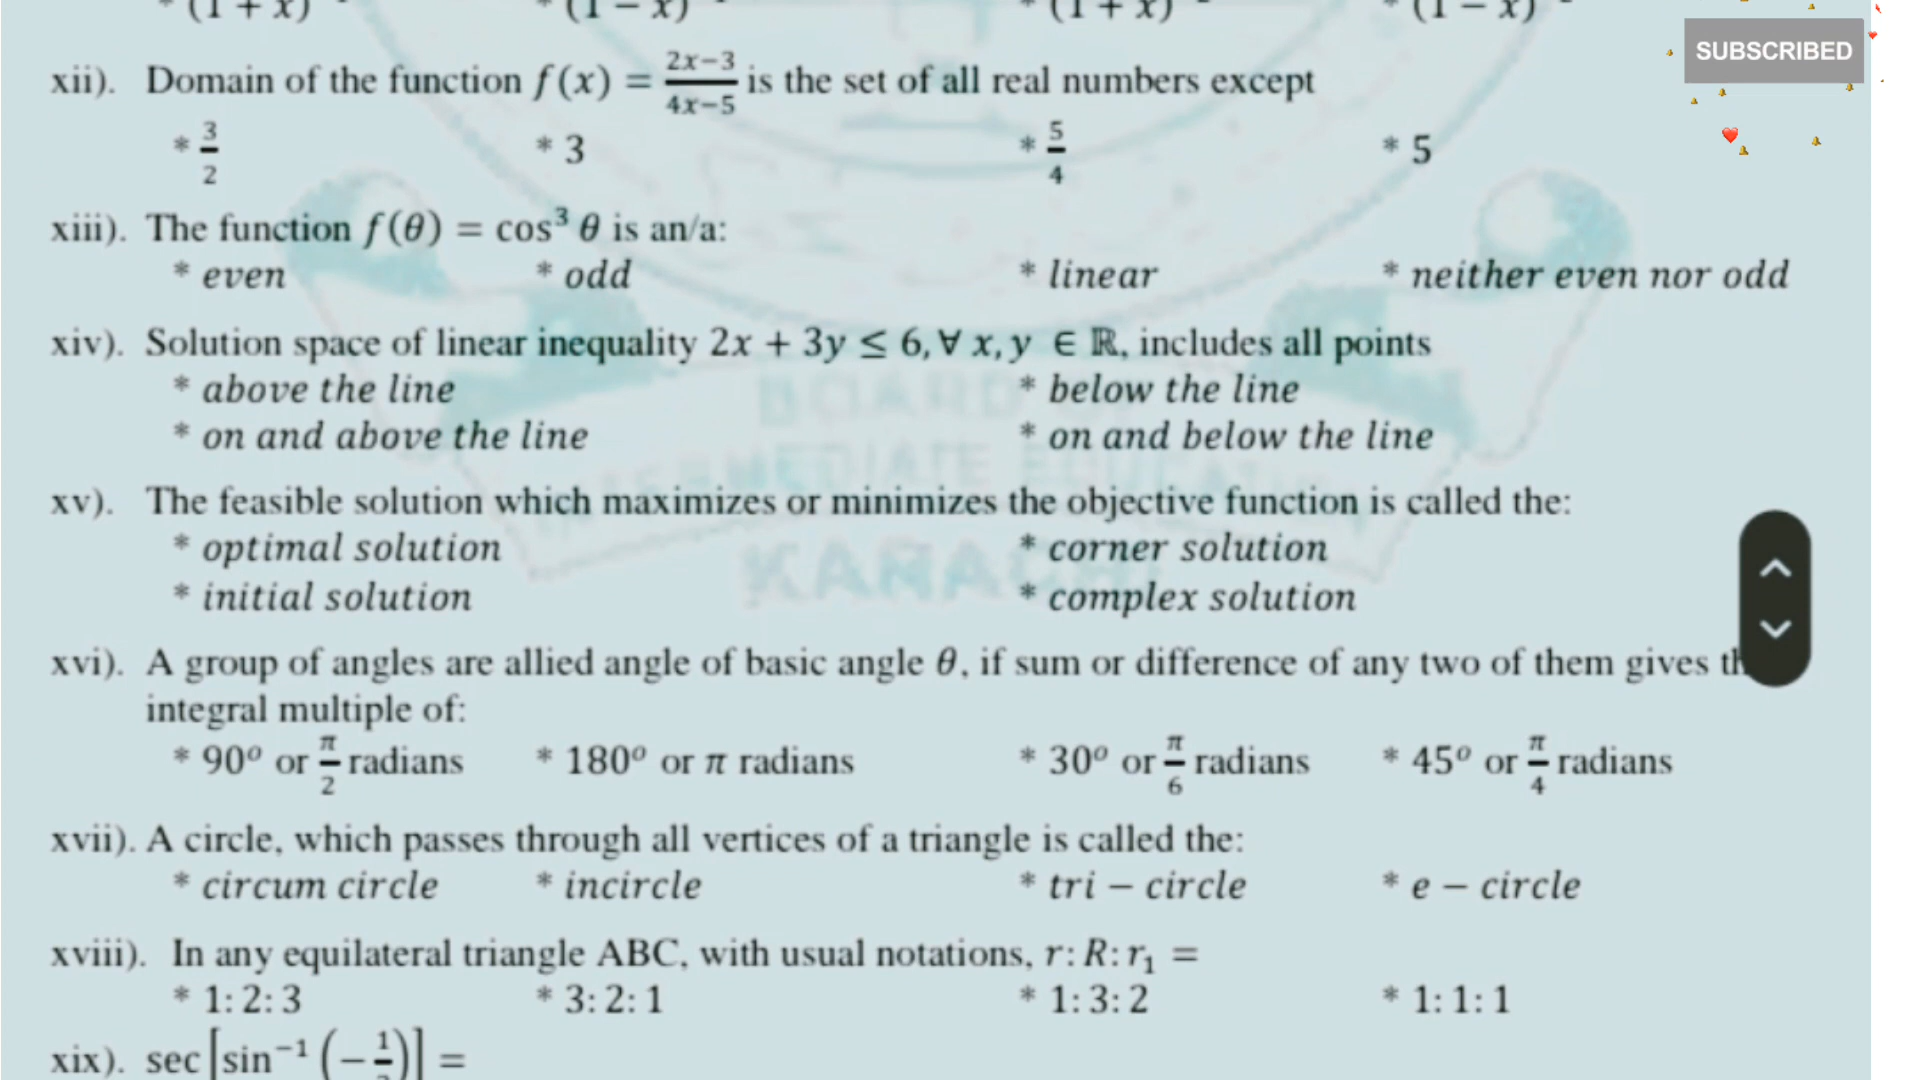 * (1 + x) * (1 − x) * (1 + x) * (1 − x)
SUBSCRIBED
xii). Domain of the function f(x) = (2x−3)/(4x−5) is the set of all real numbers except
* 3/2 * 3 * 5/4 * 5
xiii). The function f(θ) = cos³ θ is an/a:
* even * odd * linear * neither even nor odd
xiv). Solution space of linear inequality 2x + 3y ≤ 6, ∀ x, y ∈ ℝ, includes all points
* above the line * below the line
* on and above the line * on and below the line
BOARD OF
INTERMEDIATE EDUCATION
KARACHI
xv). The feasible solution which maximizes or minimizes the objective function is called the:
* optimal solution * corner solution
* initial solution * complex solution
xvi). A group of angles are allied angle of basic angle θ, if sum or difference of any two of them gives
integral multiple of:
* 90° or π/2 radians * 180° or π radians * 30° or π/6 radians * 45° or π/4 radians
xvii). A circle, which passes through all vertices of a triangle is called the:
* circum circle * incircle * tri − circle * e − circle
xviii). In any equilateral triangle ABC, with usual notations, r: R: r₁ =
* 1: 2: 3 * 3: 2: 1 * 1: 3: 2 * 1: 1: 1
xix). sec [sin⁻¹ (− =